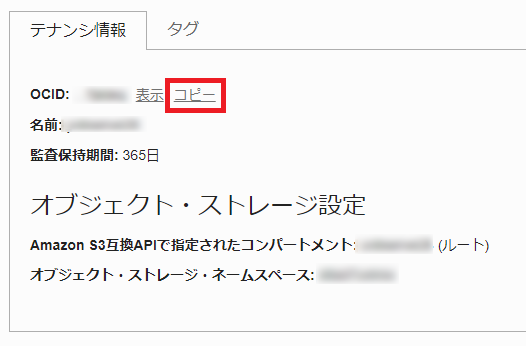 テナンシ情報 タグ
OCID: 表示 コピー
名前:
監査保持期間: 365日
オブジェクト・ストレージ設定
Amazon S3互換APIで指定されたコンパートメント: (ルート)
オブジェクト・ストレージ・ネームスペース: